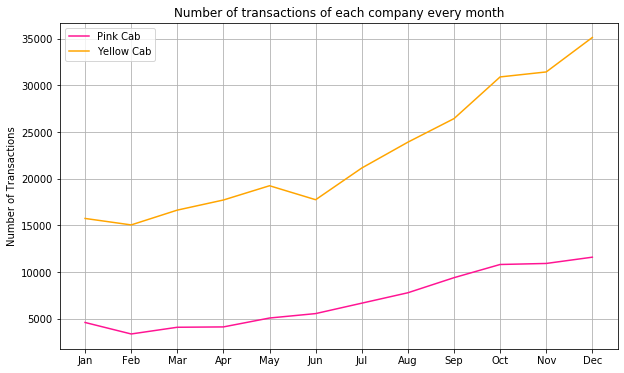 Number of transactions of each company every month
Pink Cab
Yellow Cab
Number of Transactions
35000
30000
25000
20000
15000
10000
5000
Jan Feb Mar Apr May Jun Jul Aug Sep Oct Nov Dec